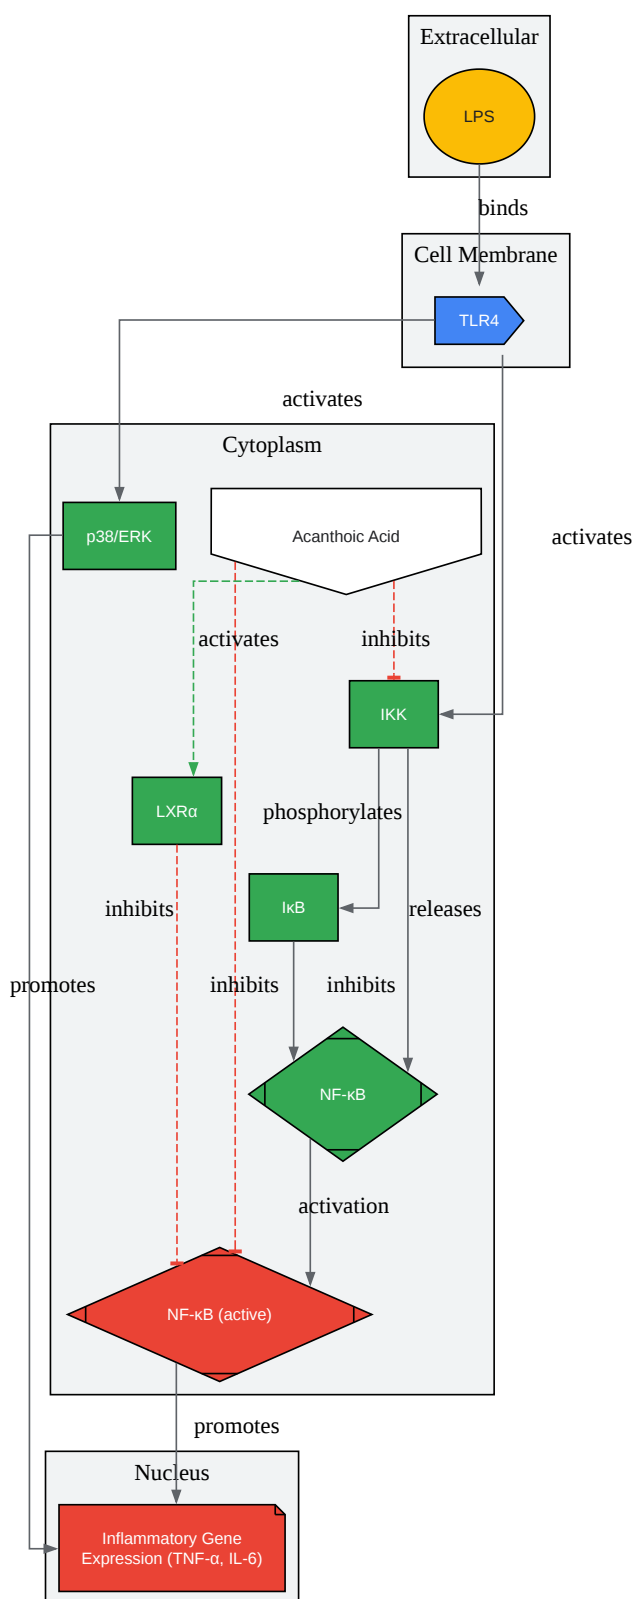 Extracellular
LPS
binds
Cell Membrane
TLR4
activates
Cytoplasm
p38/ERK
Acanthoic Acid
activates
activates
inhibits
IKK
LXRα
phosphorylates
IκB
inhibits
releases
promotes
inhibits
inhibits
NF-κB
activation
NF-κB (active)
promotes
Nucleus
Inflammatory Gene
Expression (TNF-α, IL-6)